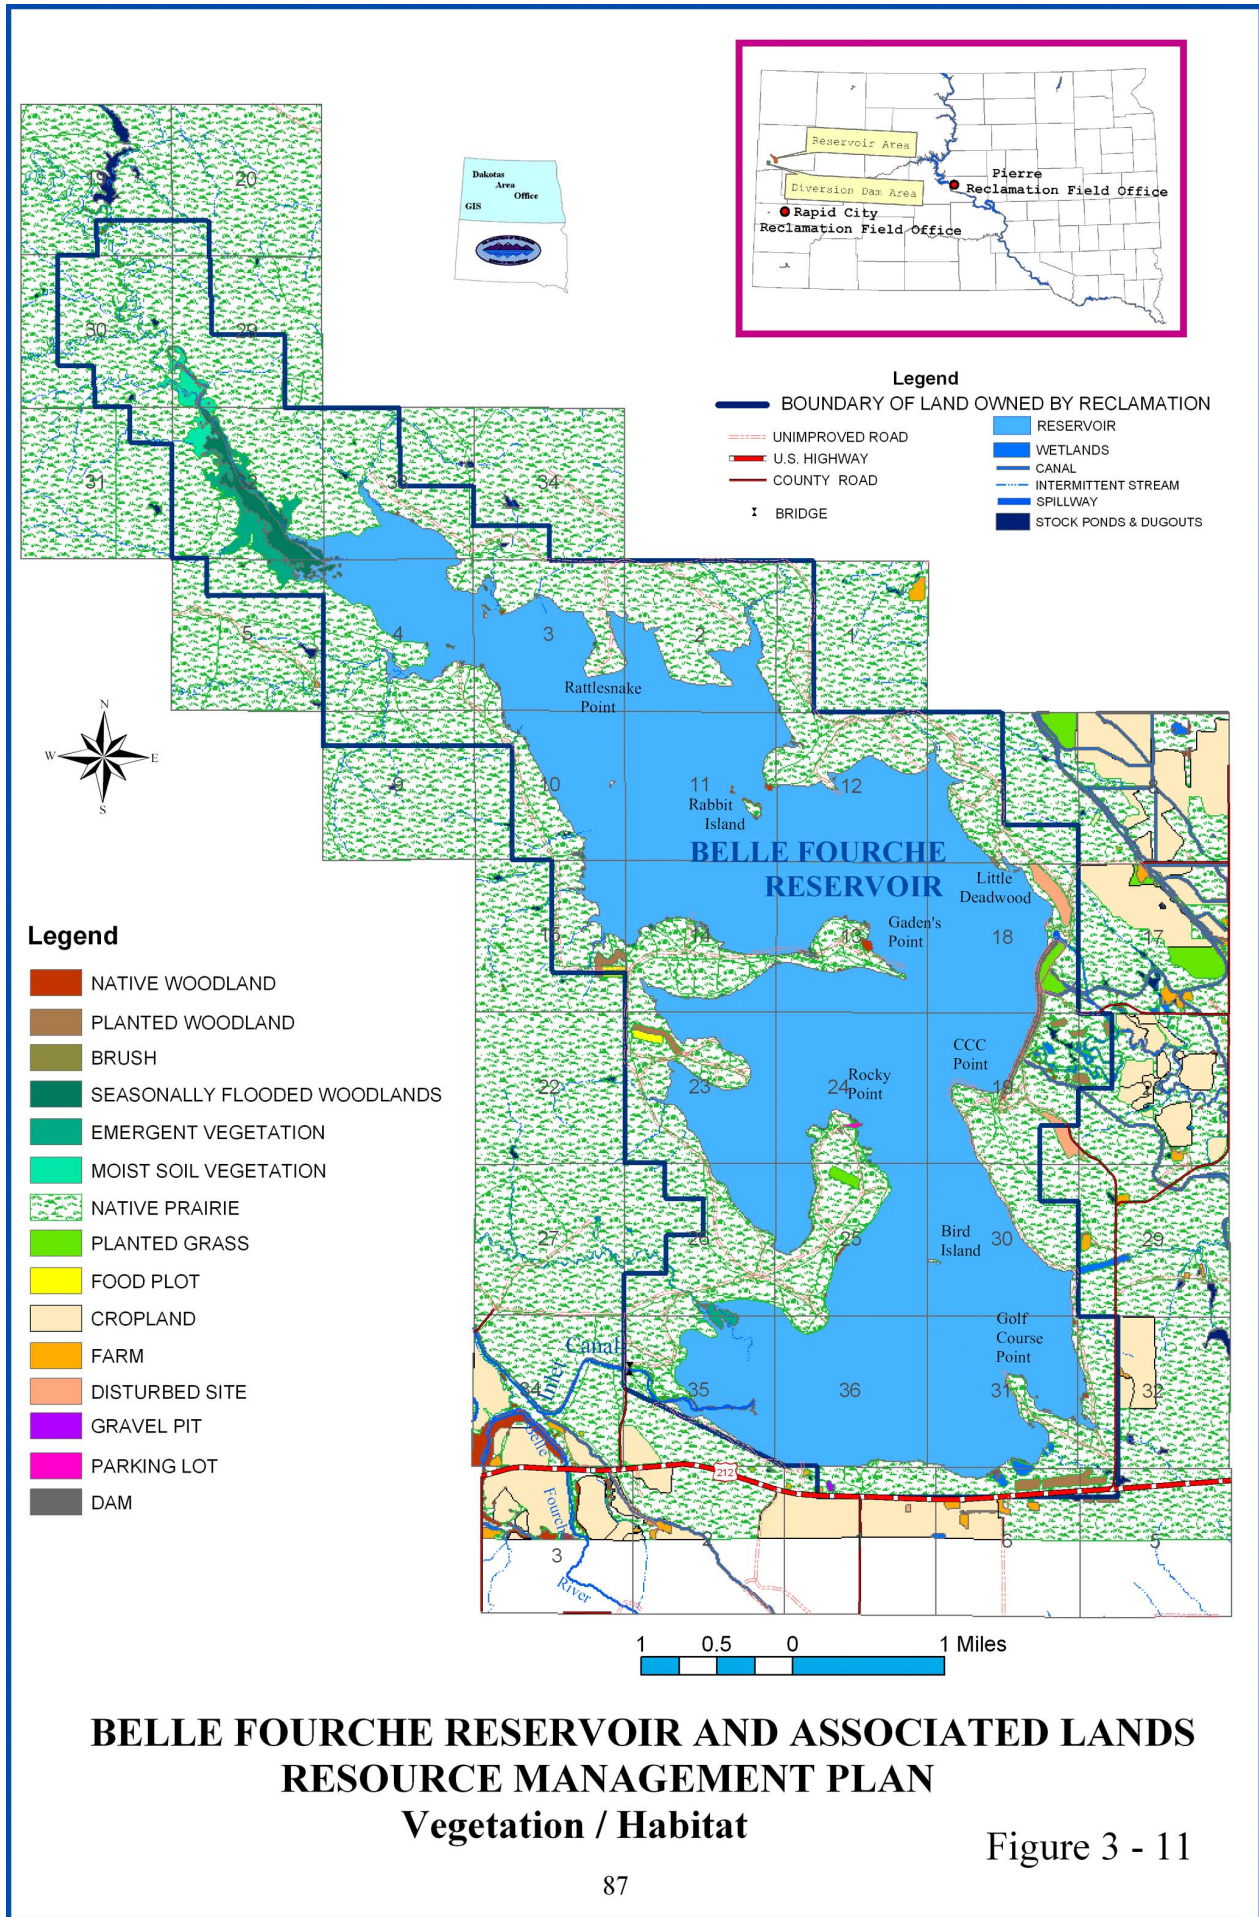 Dakotas
Area
Office
GIS
Reservoir Area
Diversion Dam Area
Pierre
Reclamation Field Office
Rapid City
Reclamation Field Office
Legend
BOUNDARY OF LAND OWNED BY RECLAMATION
UNIMPROVED ROAD
U.S. HIGHWAY
COUNTY ROAD
BRIDGE
RESERVOIR
WETLANDS
CANAL
INTERMITTENT STREAM
SPILLWAY
STOCK PONDS & DUGOUTS
19
20
30
29
31
33
34
5
4
3
2
1
Rattlesnake
Point
N
W
E
S
9
10
11
12
8
Rabbit
Island
BELLE FOURCHE
RESERVOIR
Little
Deadwood
Gaden's
Point
15
14
13
18
17
CCC
Point
Rocky
Point
22
23
24
19
Bird
Island
27
26
25
30
29
Golf
Course
Point
Inlet
Canal
34
35
36
31
32
Belle
Fourche
River
212
3
2
6
5
Legend
NATIVE WOODLAND
PLANTED WOODLAND
BRUSH
SEASONALLY FLOODED WOODLANDS
EMERGENT VEGETATION
MOIST SOIL VEGETATION
NATIVE PRAIRIE
PLANTED GRASS
FOOD PLOT
CROPLAND
FARM
DISTURBED SITE
GRAVEL PIT
PARKING LOT
DAM
1 0.5 0 1 Miles
BELLE FOURCHE RESERVOIR AND ASSOCIATED LANDS
RESOURCE MANAGEMENT PLAN
Vegetation / Habitat
Figure 3 - 11
87